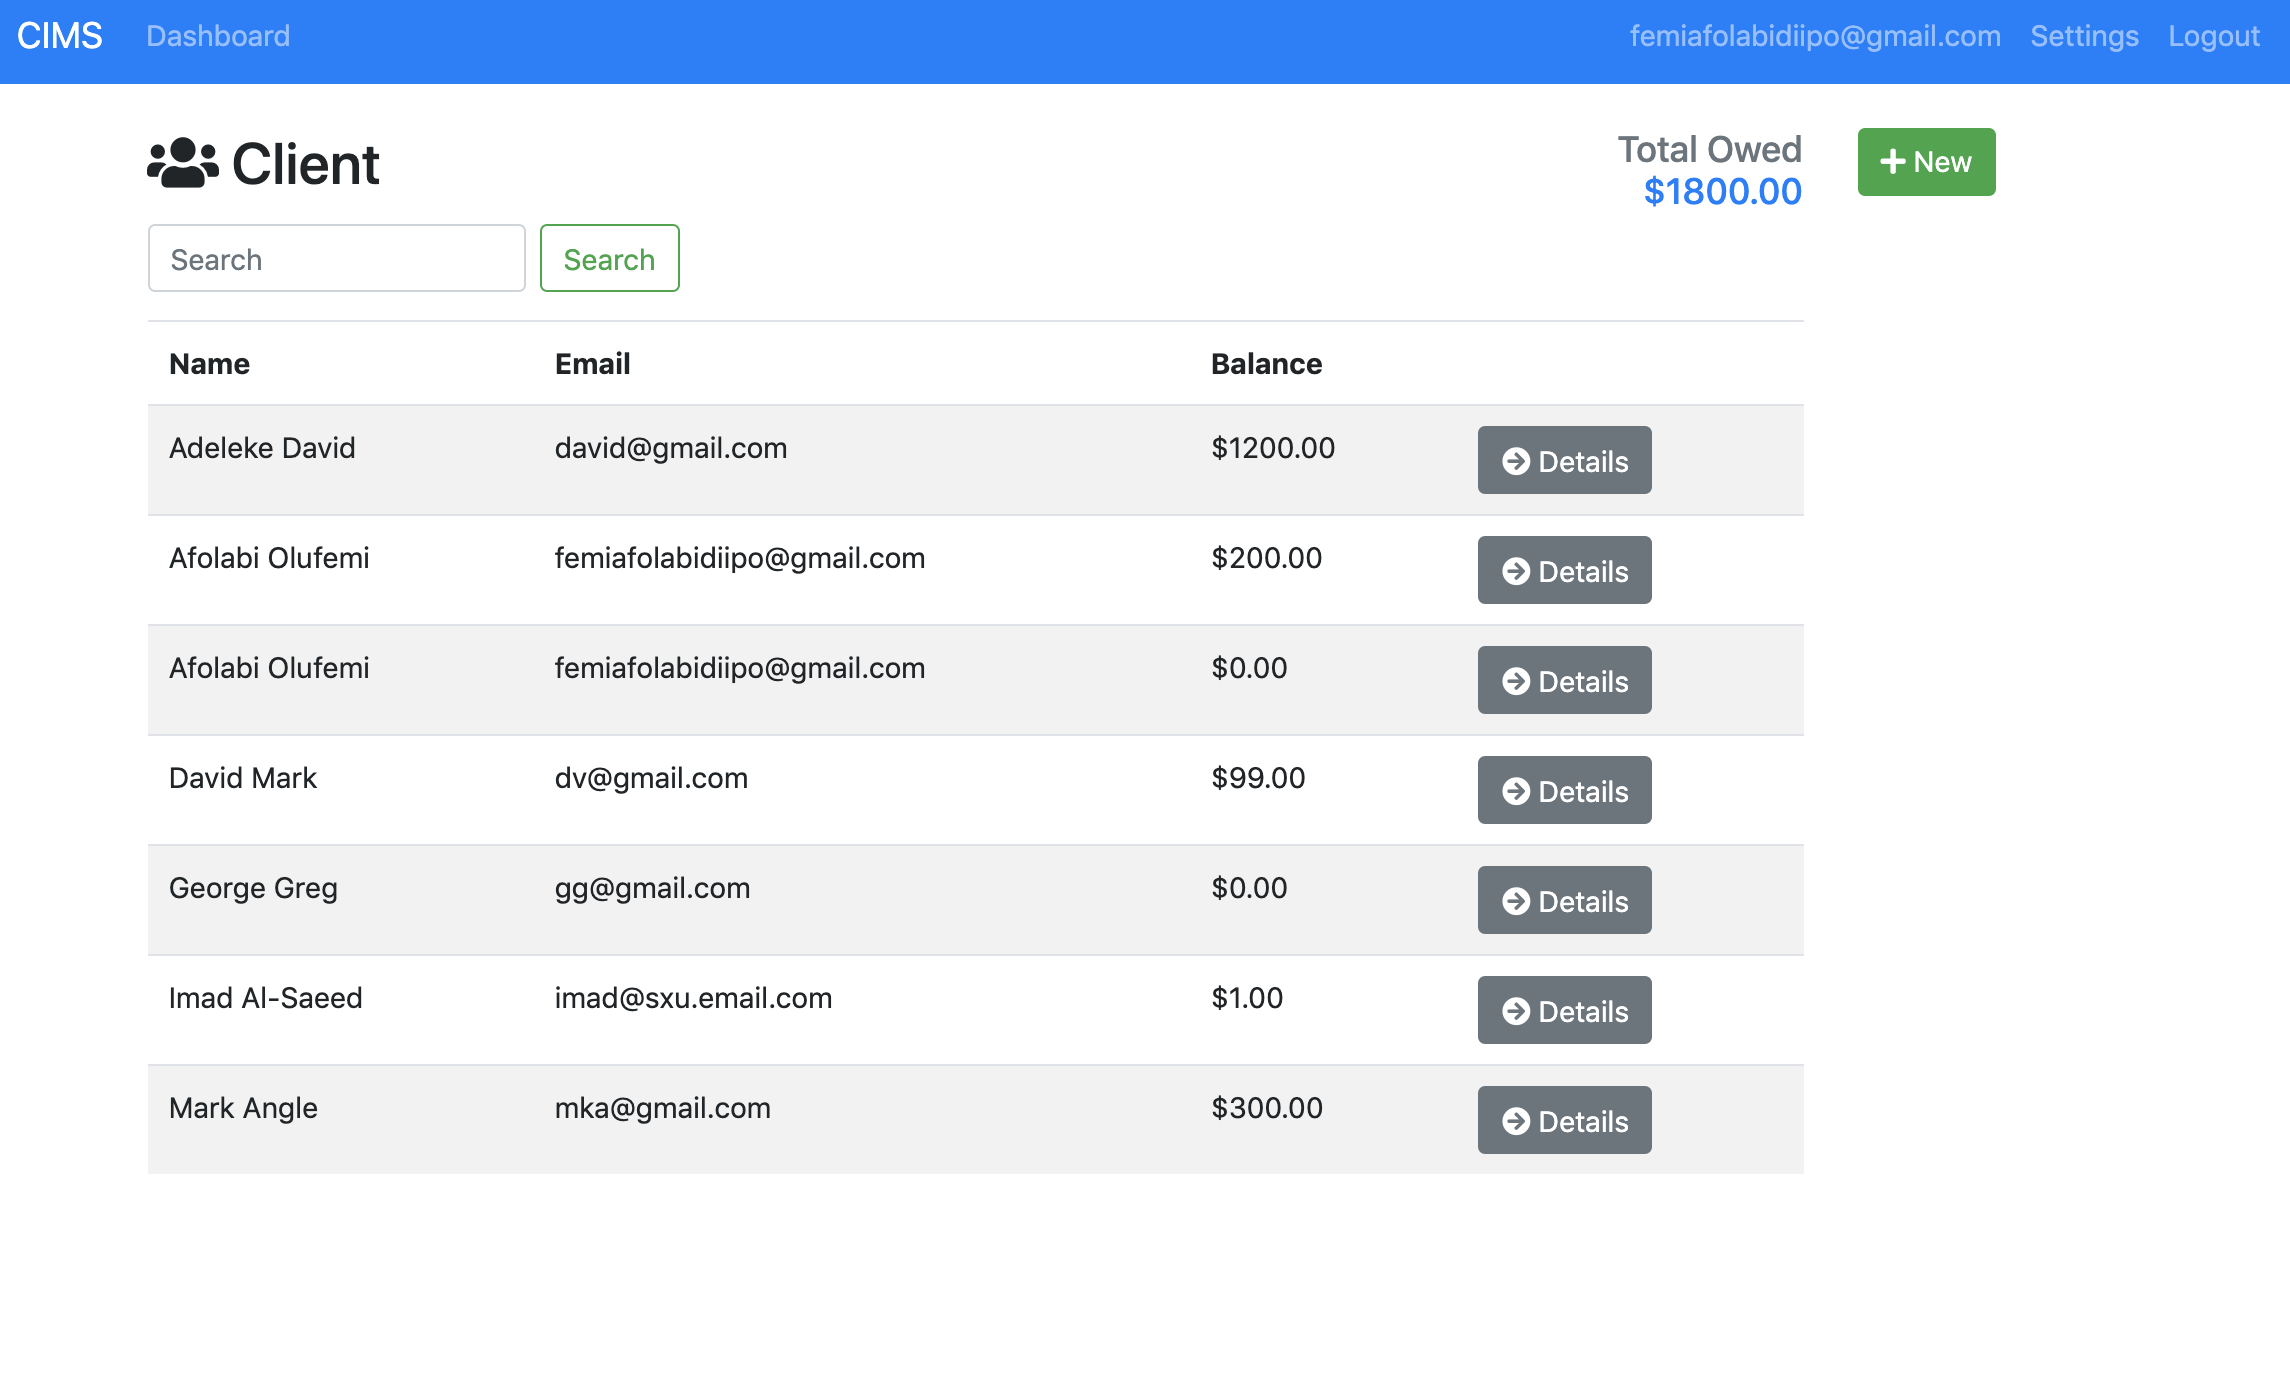 CIMS Dashboard femiafolabidiipo@gmail.com Settings Logout
Client
Total Owed
$1800.00
New
Search Search
Name Email Balance
Adeleke David david@gmail.com $1200.00 Details
Afolabi Olufemi femiafolabidiipo@gmail.com $200.00 Details
Afolabi Olufemi femiafolabidiipo@gmail.com $0.00 Details
David Mark dv@gmail.com $99.00 Details
George Greg gg@gmail.com $0.00 Details
Imad Al-Saeed imad@sxu.email.com $1.00 Details
Mark Angle mka@gmail.com $300.00 Details